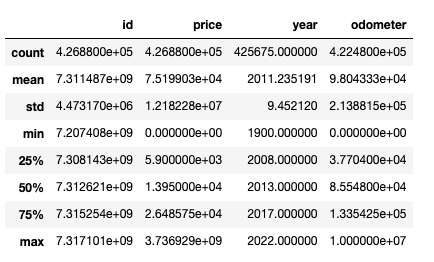 id price year odometer
count 4.268800e+05 4.268800e+05 425675.000000 4.224800e+05
mean 7.311487e+09 7.519903e+04 2011.235191 9.804333e+04
std 4.473170e+06 1.218228e+07 9.452120 2.138815e+05
min 7.207408e+09 0.000000e+00 1900.000000 0.000000e+00
25% 7.308143e+09 5.900000e+03 2008.000000 3.770400e+04
50% 7.312621e+09 1.395000e+04 2013.000000 8.554800e+04
75% 7.315254e+09 2.648575e+04 2017.000000 1.335425e+05
max 7.317101e+09 3.736929e+09 2022.000000 1.000000e+07